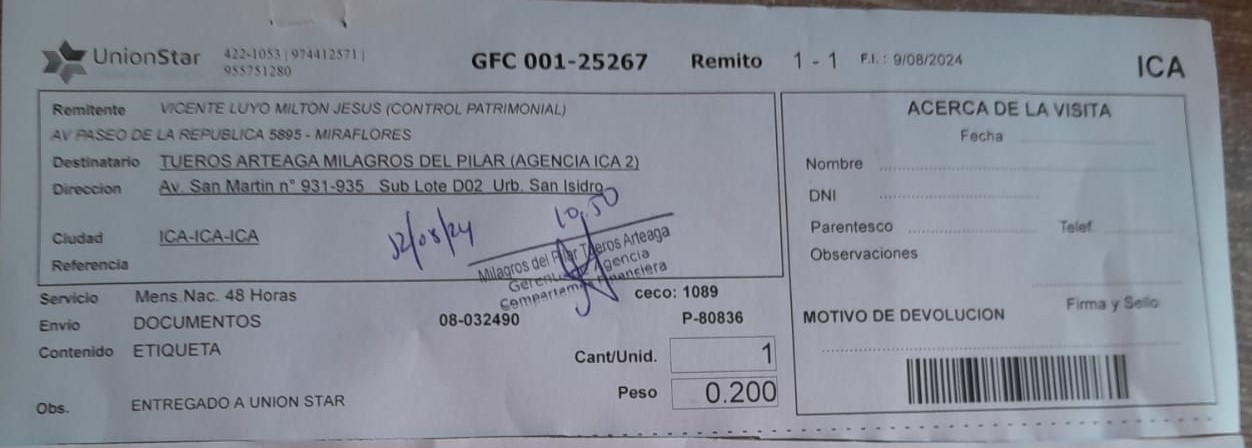 UnionStar 422-1053 | 974412571 | GFC 001-25267 Remito 1 - 1 F.I. : 9/08/2024 ICA
955751280
Remitente VICENTE LUYO MILTON JESUS (CONTROL PATRIMONIAL)
AV PASEO DE LA REPUBLICA 5895 - MIRAFLORES
Destinatario TUEROS ARTEAGA MILAGROS DEL PILAR (AGENCIA ICA 2)
Direccion Av. San Martin n° 931-935 Sub Lote D02 Urb. San Isidro
Ciudad ICA-ICA-ICA
Referencia
12/08/24 10.50
Milagros del Pilar Tueros Arteaga
Gerente Agencia
Compartamos Financiera
Servicio Mens.Nac. 48 Horas ceco: 1089
Envio DOCUMENTOS 08-032490 P-80836
Contenido ETIQUETA
Cant/Unid. 1
Peso 0.200
Obs. ENTREGADO A UNION STAR
ACERCA DE LA VISITA
Fecha
Nombre
DNI
Parentesco Telef
Observaciones
Firma y Sello
MOTIVO DE DEVOLUCION